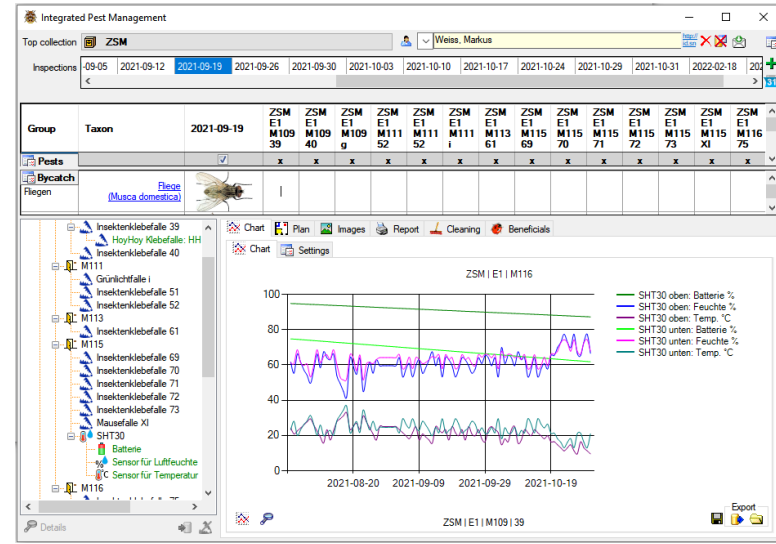 Integrated Pest Management
Top collection ZSM Weiss, Markus
Inspections -09-05 2021-09-12 2021-09-19 2021-09-26 2021-09-30 2021-10-03 2021-10-10 2021-10-17 2021-10-24 2021-10-29 2021-10-31 2022-02-18 202
Group Taxon 2021-09-19
ZSM E1 M109 39
ZSM E1 M109 40
ZSM E1 M109 g
ZSM E1 M111 52
ZSM E1 M111 52
ZSM E1 M111 i
ZSM E1 M113 61
ZSM E1 M115 69
ZSM E1 M115 70
ZSM E1 M115 71
ZSM E1 M115 72
ZSM E1 M115 73
ZSM E1 M115 XI
ZSM E1 M116 75
Pests x x x x x x x x x x x x x x
Bycatch
Fliegen
Fliege
(Musca domestica)
Insektenklebefalle 39
HoyHoy Klebefalle: HH
Insektenklebefalle 40
M111
Grünlichtfalle i
Insektenklebefalle 51
Insektenklebefalle 52
M113
Insektenklebefalle 61
M115
Insektenklebefalle 69
Insektenklebefalle 70
Insektenklebefalle 71
Insektenklebefalle 72
Insektenklebefalle 73
Mausefalle XI
SHT30
Batterie
Sensor für Luftfeuchte
°C Sensor für Temperatur
M116
Details
Chart Plan Images Report Cleaning Beneficials
Chart Settings
ZSM | E1 | M116
100
80
60
40
20
0
2021-08-20 2021-09-09 2021-09-29 2021-10-19
SHT30 oben: Batterie %
SHT30 oben: Feuchte %
SHT30 oben: Temp. °C
SHT30 unten: Batterie %
SHT30 unten: Feuchte %
SHT30 unten: Temp. °C
ZSM | E1 | M109 | 39
Export